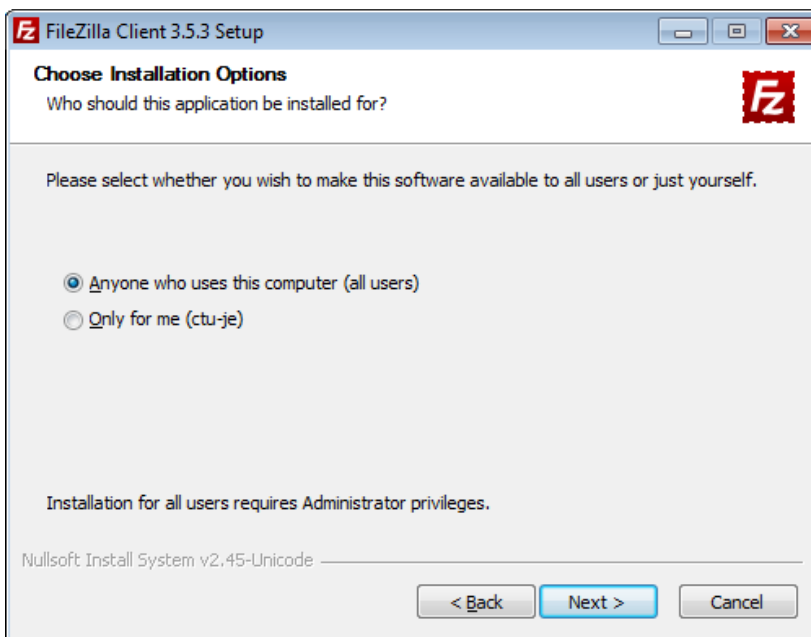 FileZilla Client 3.5.3 Setup
Choose Installation Options
Who should this application be installed for?
Fz
Please select whether you wish to make this software available to all users or just yourself.
Anyone who uses this computer (all users)
Only for me (ctu-je)
Installation for all users requires Administrator privileges.
Nullsoft Install System v2.45-Unicode
< Back Next > Cancel